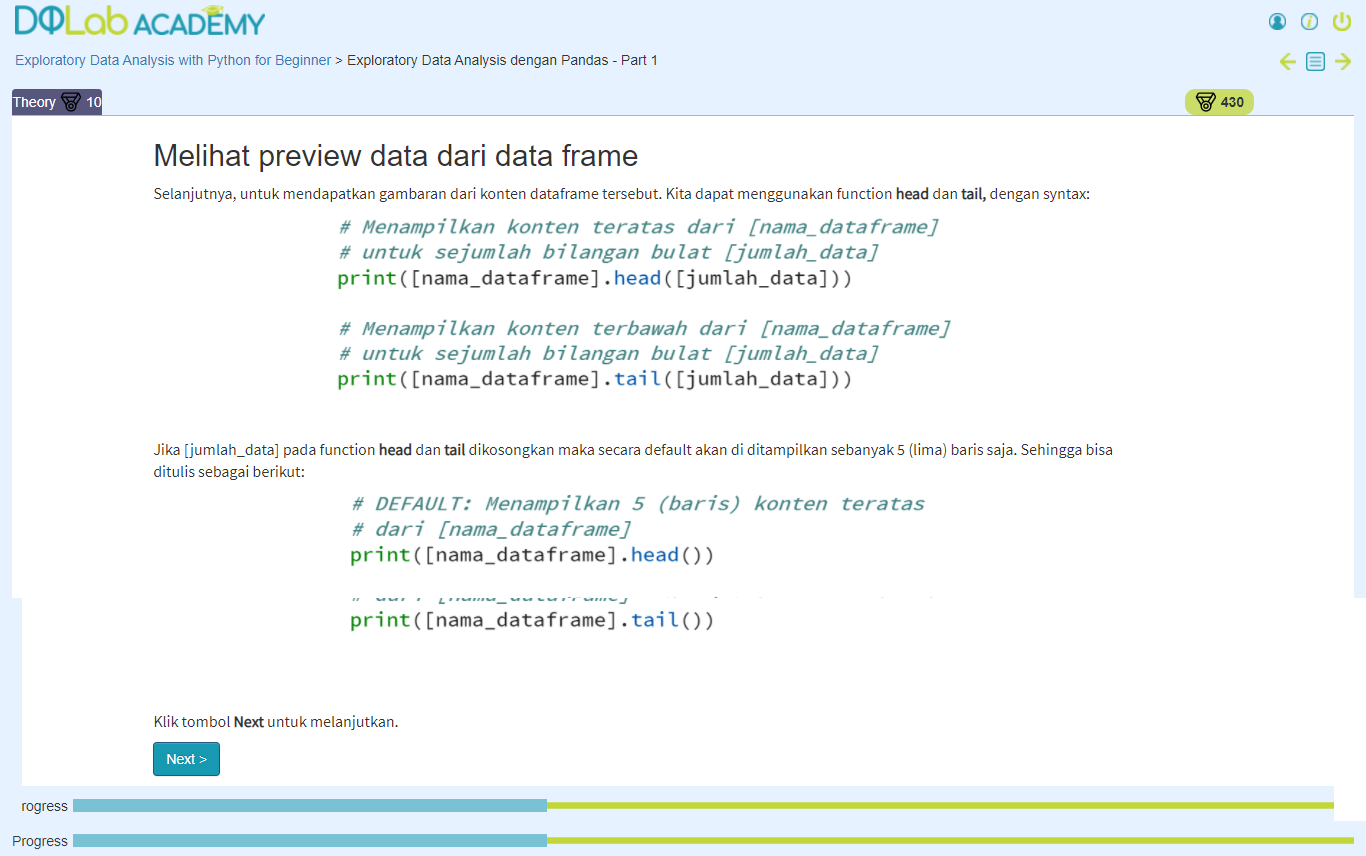 DQLab ACADEMY
Exploratory Data Analysis with Python for Beginner > Exploratory Data Analysis dengan Pandas - Part 1
Theory 10
430
Melihat preview data dari data frame
Selanjutnya, untuk mendapatkan gambaran dari konten dataframe tersebut. Kita dapat menggunakan function head dan tail, dengan syntax:
# Menampilkan konten teratas dari [nama_dataframe]
# untuk sejumlah bilangan bulat [jumlah_data]
print([nama_dataframe].head([jumlah_data]))
# Menampilkan konten terbawah dari [nama_dataframe]
# untuk sejumlah bilangan bulat [jumlah_data]
print([nama_dataframe].tail([jumlah_data]))
Jika [jumlah_data] pada function head dan tail dikosongkan maka secara default akan di ditampilkan sebanyak 5 (lima) baris saja. Sehingga bisa
ditulis sebagai berikut:
# DEFAULT: Menampilkan 5 (baris) konten teratas
# dari [nama_dataframe]
print([nama_dataframe].head())
# dari [nama_dataframe]
print([nama_dataframe].tail())
Klik tombol Next untuk melanjutkan.
Next >
rogress
Progress